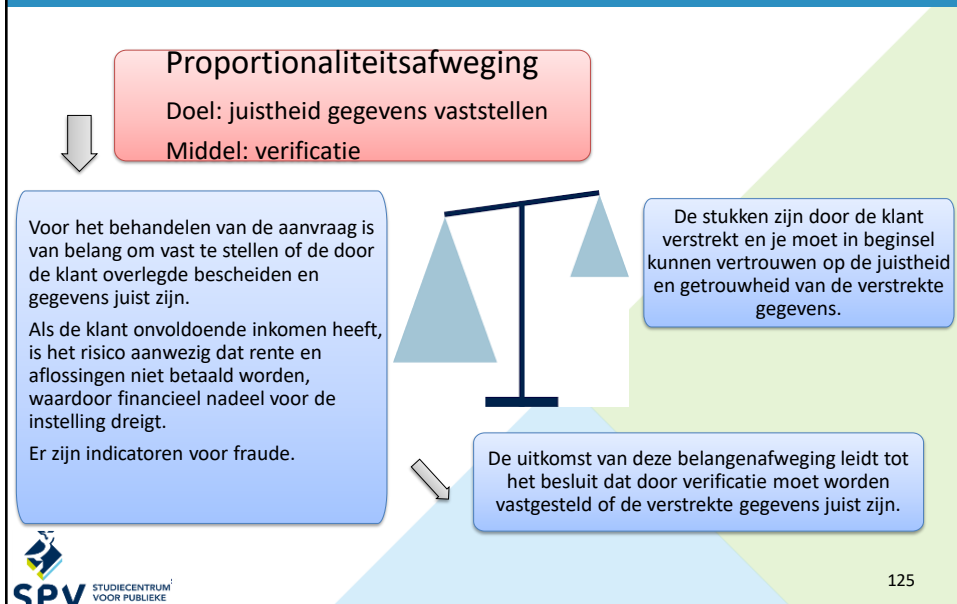 Proportionaliteitsafweging
Doel: juistheid gegevens vaststellen
Middel: verificatie
Voor het behandelen van de aanvraag is
van belang om vast te stellen of de door
de klant overlegde bescheiden en
gegevens juist zijn.
Als de klant onvoldoende inkomen heeft,
is het risico aanwezig dat rente en
aflossingen niet betaald worden,
waardoor financieel nadeel voor de
instelling dreigt.
Er zijn indicatoren voor fraude.
De stukken zijn door de klant
verstrekt en je moet in beginsel
kunnen vertrouwen op de juistheid
en getrouwheid van de verstrekte
gegevens.
De uitkomst van deze belangenafweging leidt tot
het besluit dat door verificatie moet worden
vastgesteld of de verstrekte gegevens juist zijn.
SPV
STUDIECENTRUM
VOOR PUBLIEKE
125